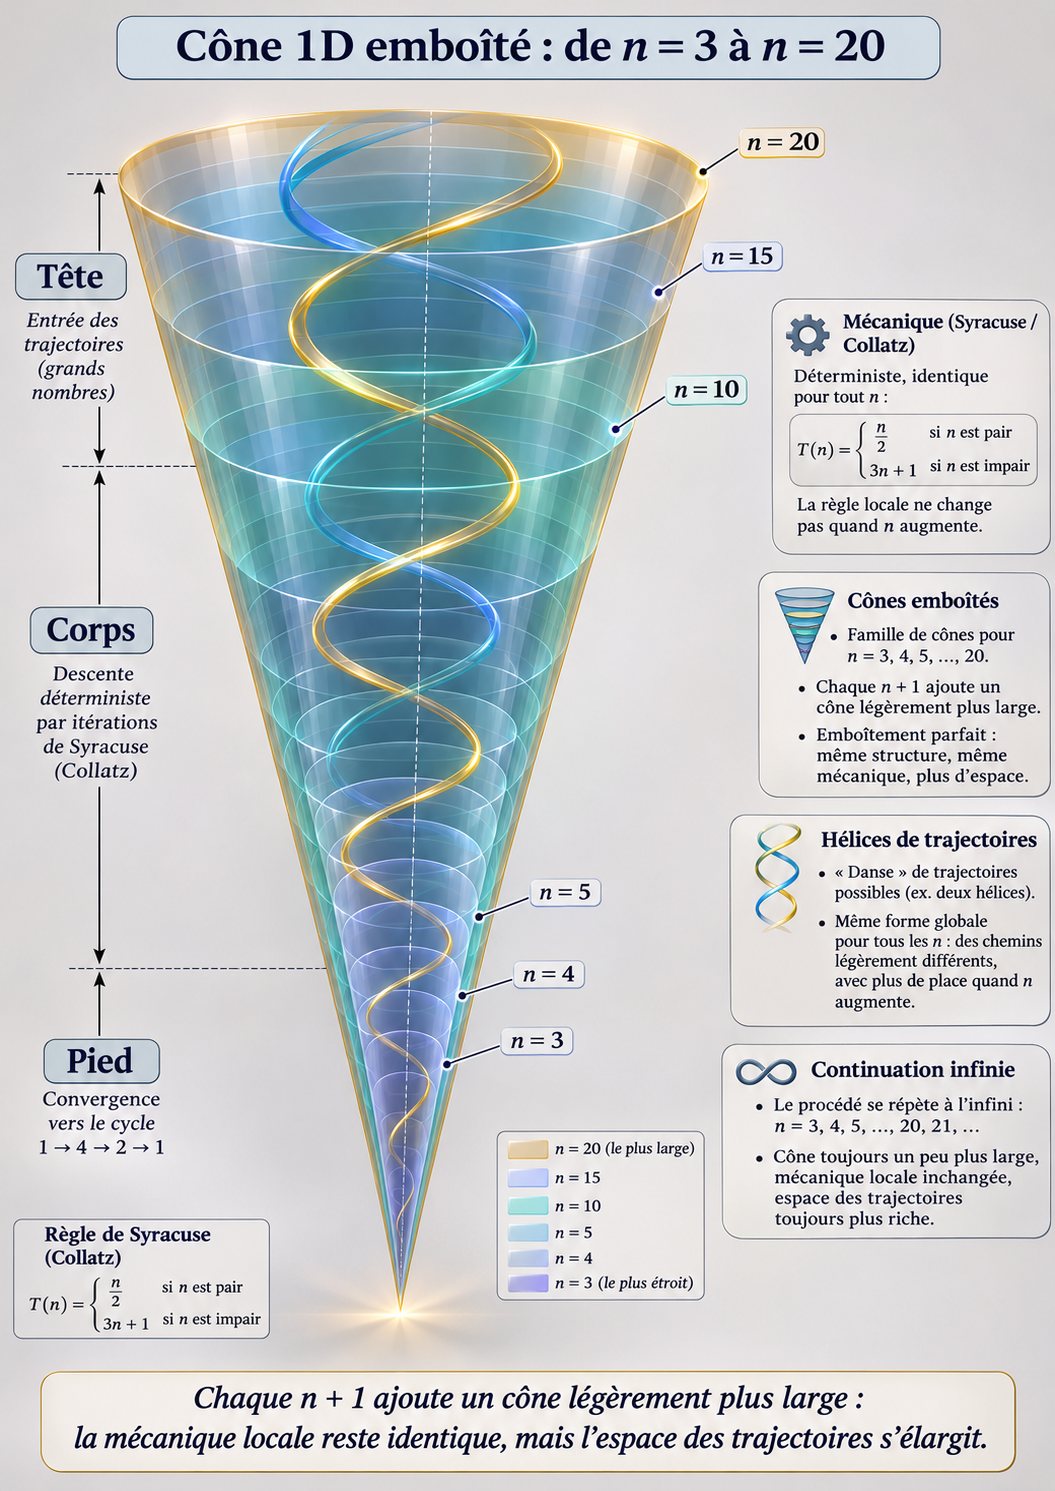 Cône 1D emboîté : de n = 3 à n = 20
n = 20
n = 15
n = 10
n = 5
n = 4
n = 3
Tête
Entrée des
trajectoires
(grands
nombres)
Corps
Descente
déterministe
par itérations
de Syracuse
(Collatz)
Pied
Convergence
vers le cycle
1 → 4 → 2 → 1
Règle de Syracuse
(Collatz)
T(n) = { n/2 si n est pair
3n + 1 si n est impair
Mécanique (Syracuse /
Collatz)
Déterministe, identique
pour tout n :
T(n) = { n/2 si n est pair
3n + 1 si n est impair
La règle locale ne change
pas quand n augmente.
Cônes emboîtés
• Famille de cônes pour
n = 3, 4, 5, ..., 20.
• Chaque n + 1 ajoute un
cône légèrement plus large.
• Emboîtement parfait :
même structure, même
mécanique, plus d’espace.
Hélices de trajectoires
• « Danse » de trajectoires
possibles (ex. deux hélices).
• Même forme globale
pour tous les n : des chemins
légèrement différents,
avec plus de place quand n
augmente.
Continuation infinie
• Le procédé se répète à l’infini :
n = 3, 4, 5, ..., 20, 21, ...
• Cône toujours un peu plus large,
mécanique locale inchangée,
espace des trajectoires
toujours plus riche.
n = 20 (le plus large)
n = 15
n = 10
n = 5
n = 4
n = 3 (le plus étroit)
Chaque n + 1 ajoute un cône légèrement plus large :
la mécanique locale reste identique, mais l’espace des trajectoires s’élargit.